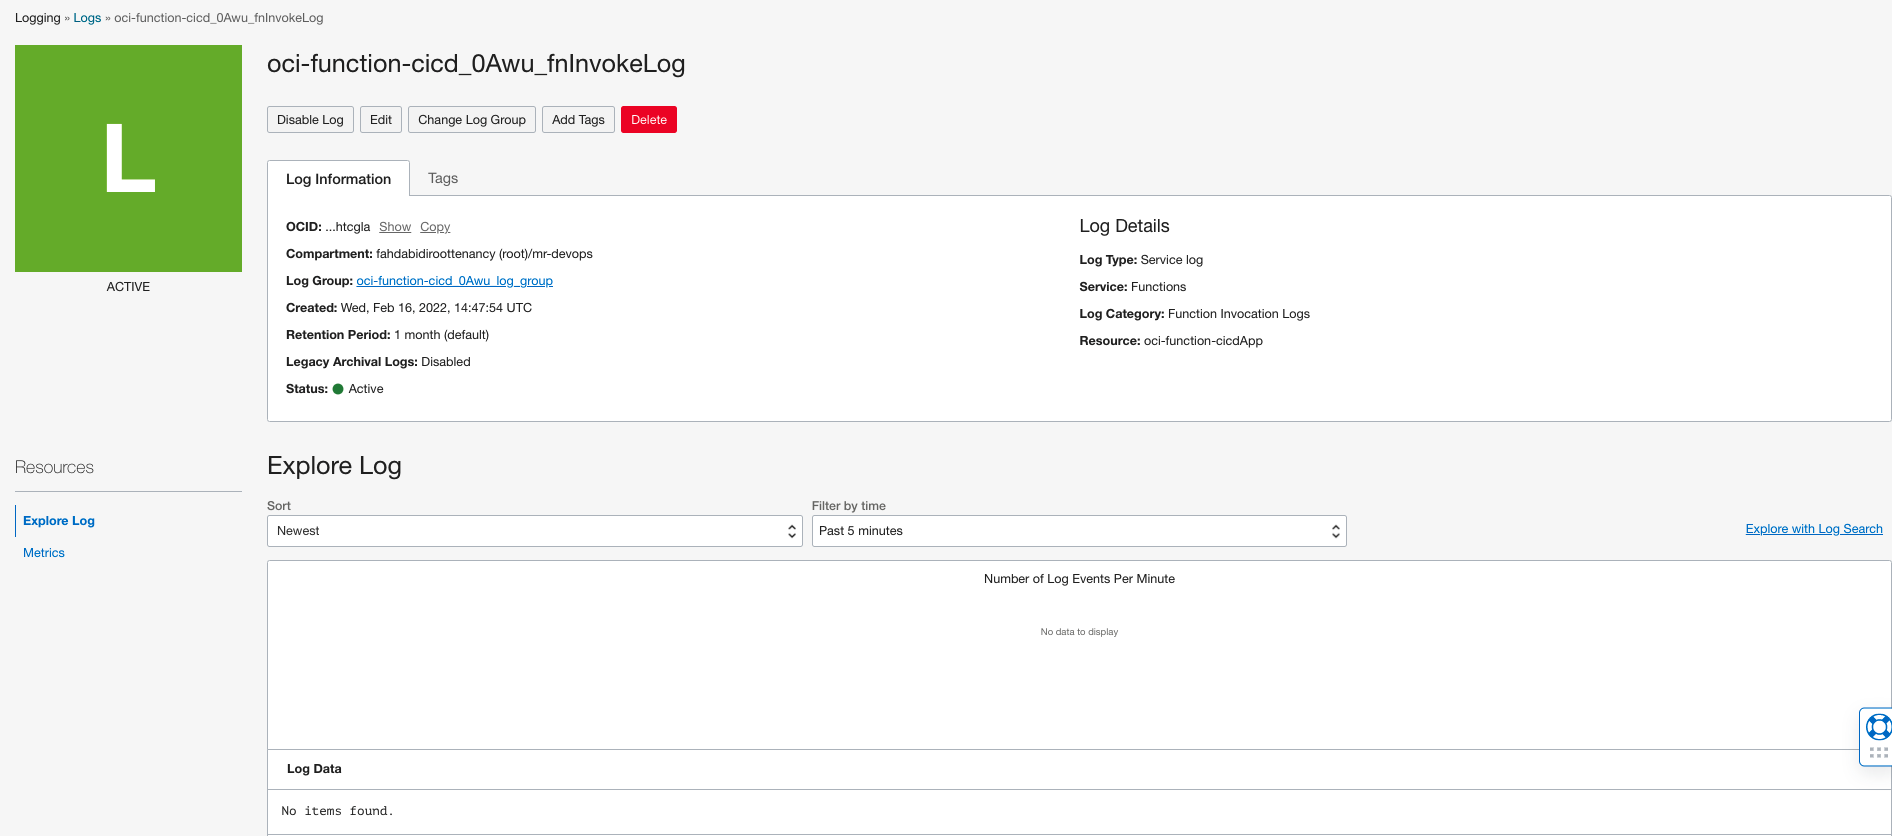 Logging » Logs » oci-function-cicd_0Awu_fnInvokeLog
L
ACTIVE
oci-function-cicd_0Awu_fnInvokeLog
Disable Log Edit Change Log Group Add Tags Delete
Log Information Tags
OCID: ...htcgla Show Copy
Compartment: fahdabidiroottenancy (root)/mr-devops
Log Group: oci-function-cicd_0Awu_log_group
Created: Wed, Feb 16, 2022, 14:47:54 UTC
Retention Period: 1 month (default)
Legacy Archival Logs: Disabled
Status: Active
Log Details
Log Type: Service log
Service: Functions
Log Category: Function Invocation Logs
Resource: oci-function-cicdApp
Resources
Explore Log
Metrics
Explore Log
Sort
Newest
Filter by time
Past 5 minutes
Explore with Log Search
Number of Log Events Per Minute
No data to display
Log Data
No items found.